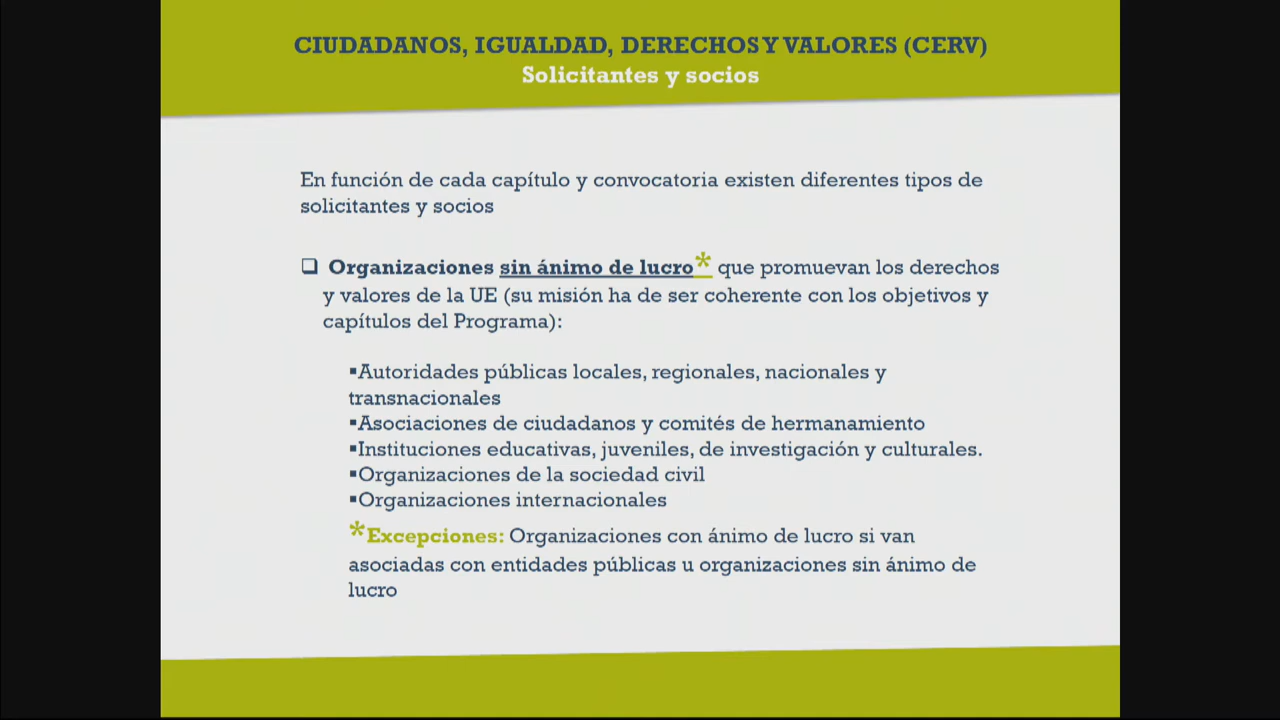 CIUDADANOS, IGUALDAD, DERECHOS Y VALORES (CERV)
Solicitantes y socios
En función de cada capítulo y convocatoria existen diferentes tipos de
solicitantes y socios
❑ Organizaciones sin ánimo de lucro* que promuevan los derechos
y valores de la UE (su misión ha de ser coherente con los objetivos y
capítulos del Programa):
▪Autoridades públicas locales, regionales, nacionales y
transnacionales
▪Asociaciones de ciudadanos y comités de hermanamiento
▪Instituciones educativas, juveniles, de investigación y culturales.
▪Organizaciones de la sociedad civil
▪Organizaciones internacionales
*Excepciones: Organizaciones con ánimo de lucro si van
asociadas con entidades públicas u organizaciones sin ánimo de
lucro